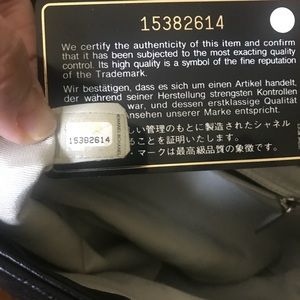 15382614
We certify the authenticity of this item and confirm
that it has been subjected to the most exacting quality
control. Its high quality is a symbol of the fine reputation
of the Trademark.
Wir bestätigen, dass es sich um einen Artikel handelt,
der während seiner Herstellung strengsten Kontrollen
war, und dessen erstklassige Qualität
ansehen unserer Marke entspricht.
しい管理のもとに製造されたシャネル
ることを証明いたします。
・マークは最高級品の象徴です。
15382614